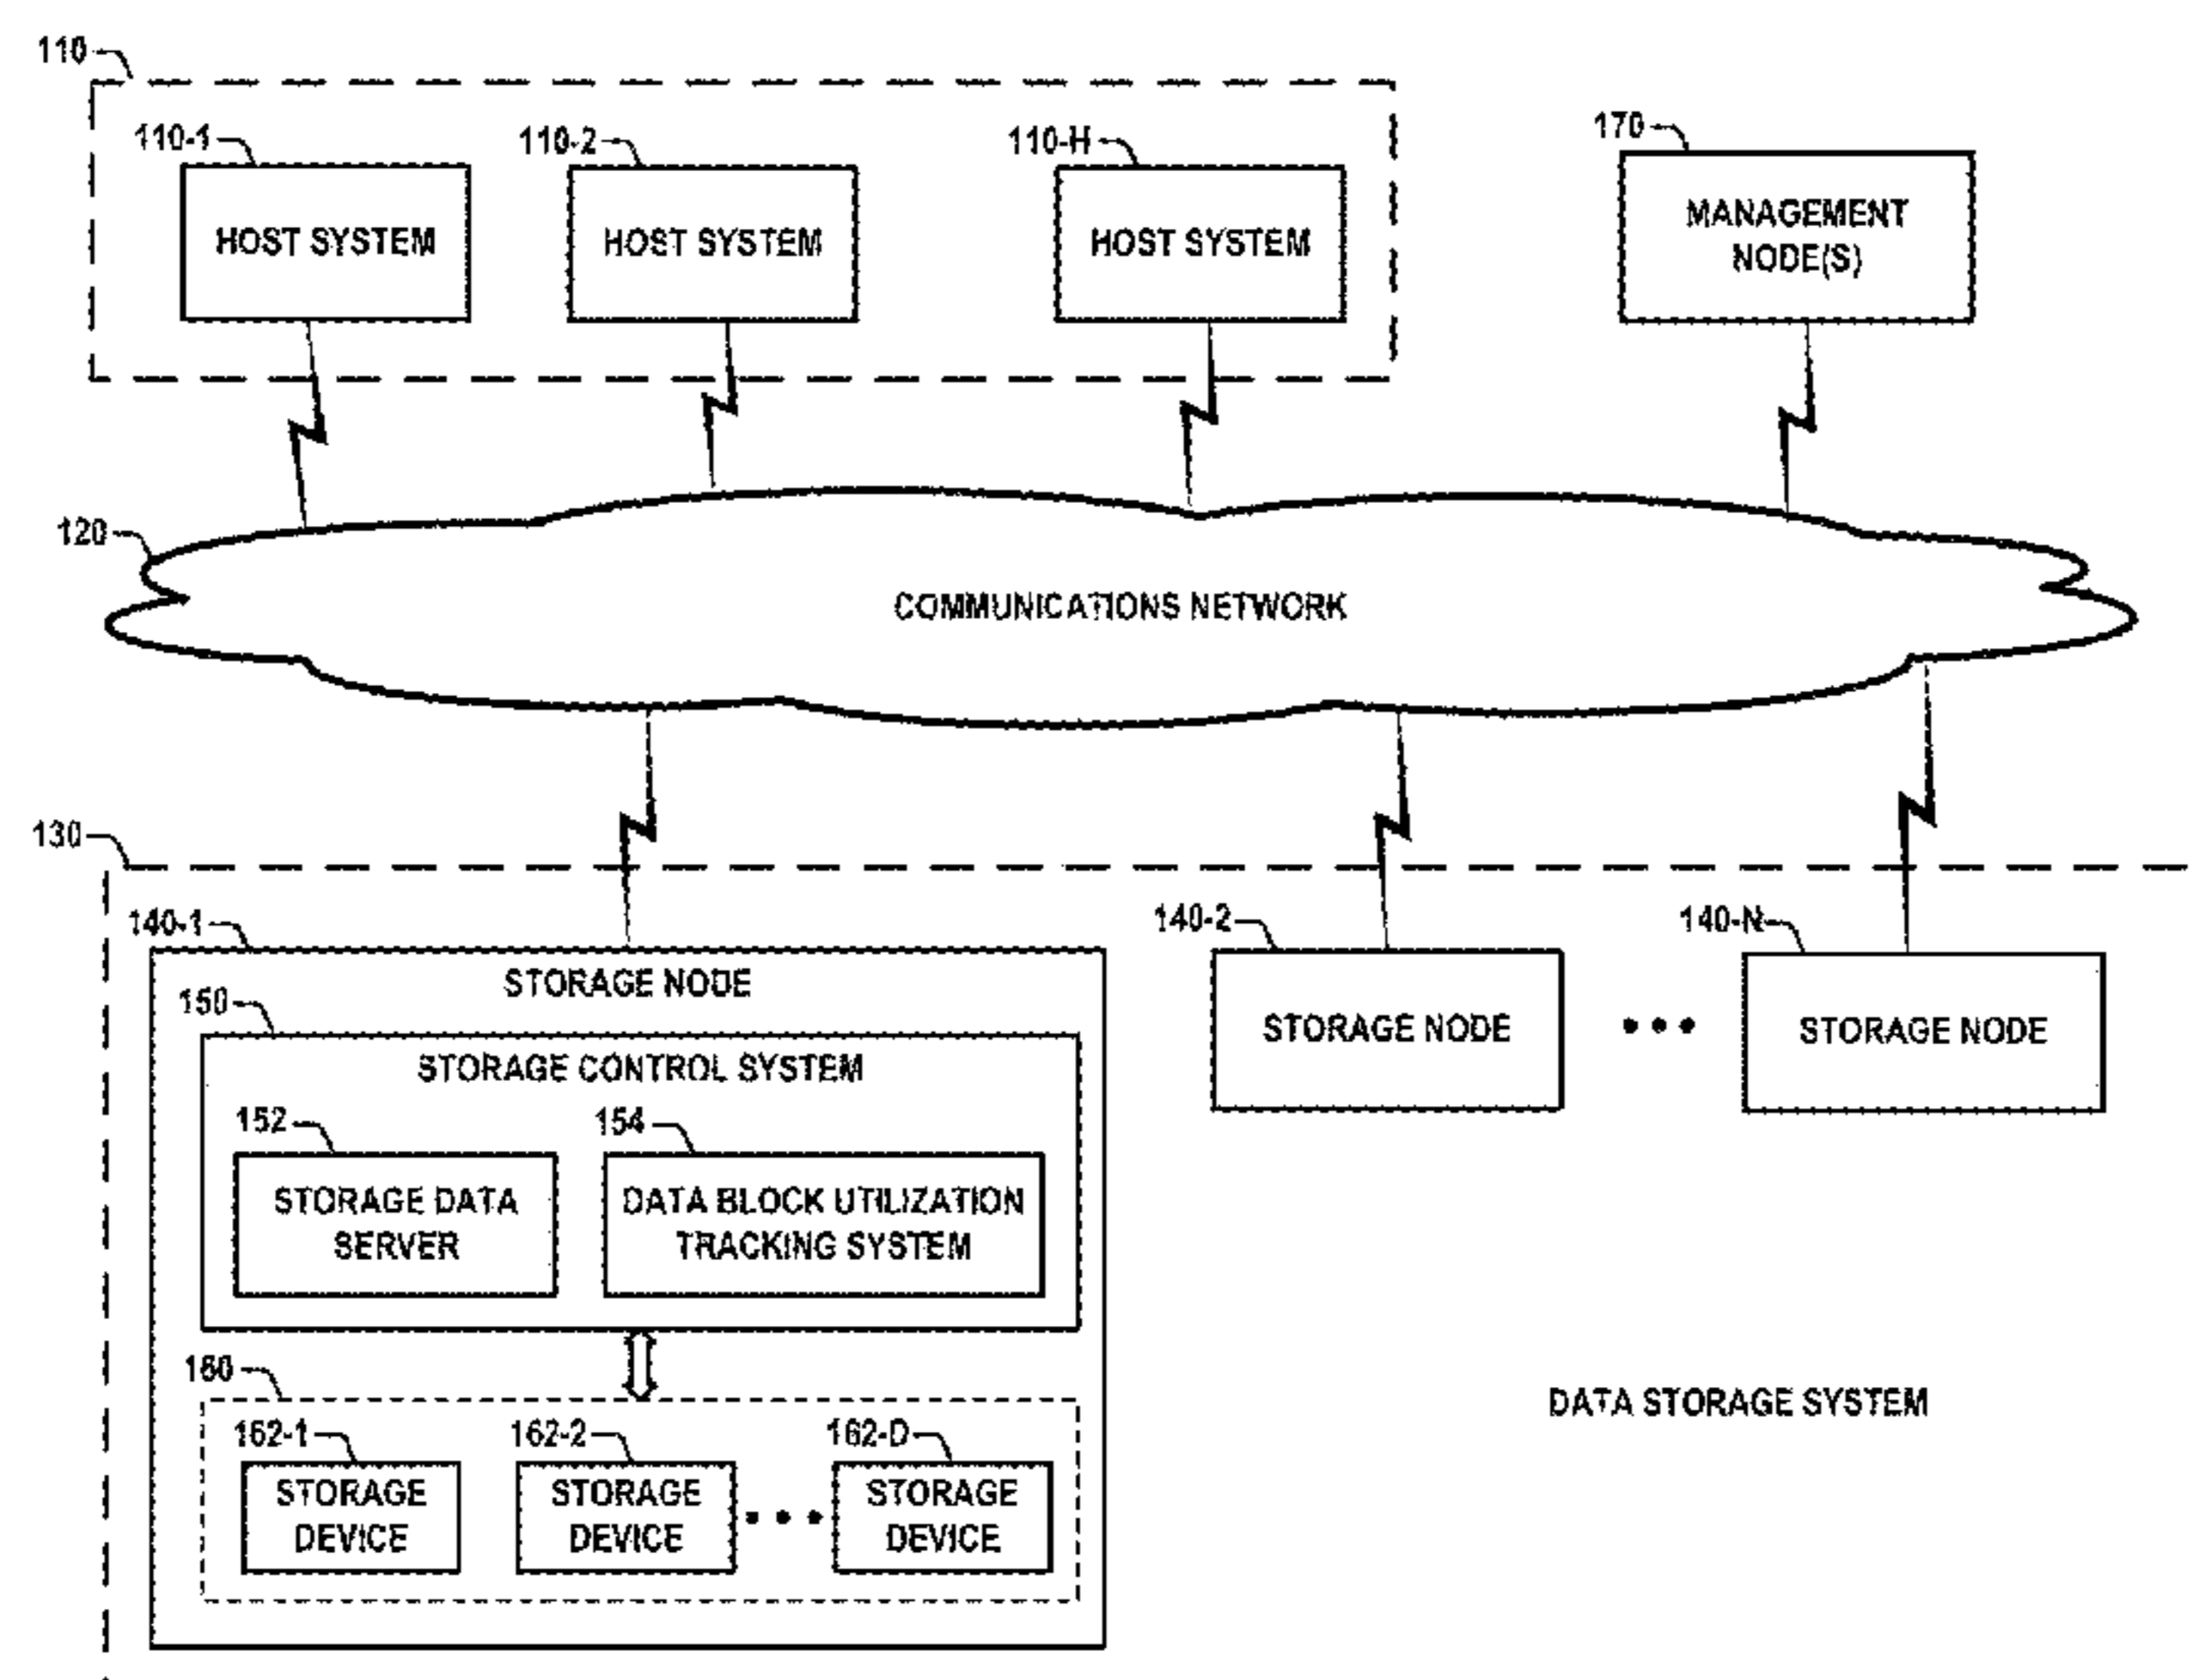 110
110-1
110-2
110-H
170
HOST SYSTEM
HOST SYSTEM
HOST SYSTEM
MANAGEMENT
NODE(S)
120
COMMUNICATIONS NETWORK
130
140-1
140-2
140-N
STORAGE NODE
150
STORAGE NODE
STORAGE NODE
STORAGE CONTROL SYSTEM
152
154
STORAGE DATA
SERVER
DATA BLOCK UTILIZATION
TRACKING SYSTEM
160
DATA STORAGE SYSTEM
162-1
162-2
162-D
STORAGE
DEVICE
STORAGE
DEVICE
STORAGE
DEVICE